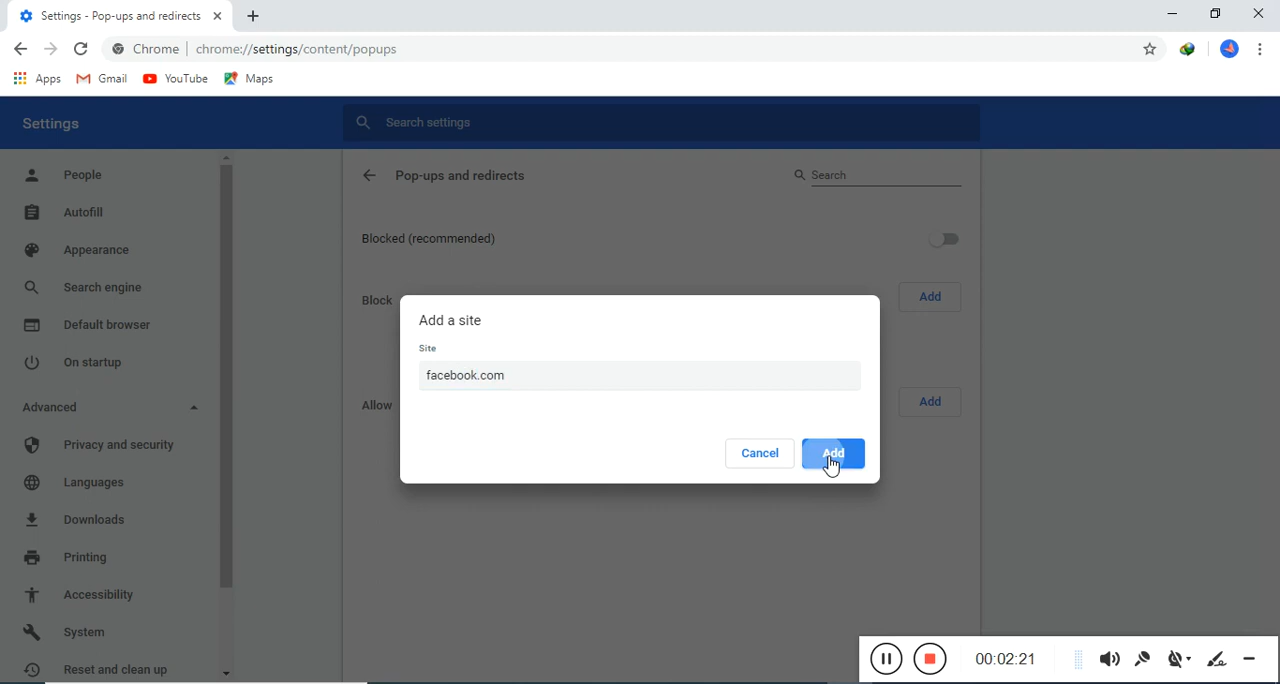 Settings - Pop-ups and redirects
Chrome | chrome://settings/content/popups
Apps Gmail YouTube Maps
Settings
Search settings
People
Autofill
Appearance
Search engine
Default browser
On startup
Advanced
Privacy and security
Languages
Downloads
Printing
Accessibility
System
Reset and clean up
Pop-ups and redirects
Search
Blocked (recommended)
Block
Add
Allow
Add
Add a site
Site
facebook.com
Cancel
Add
00:02:21